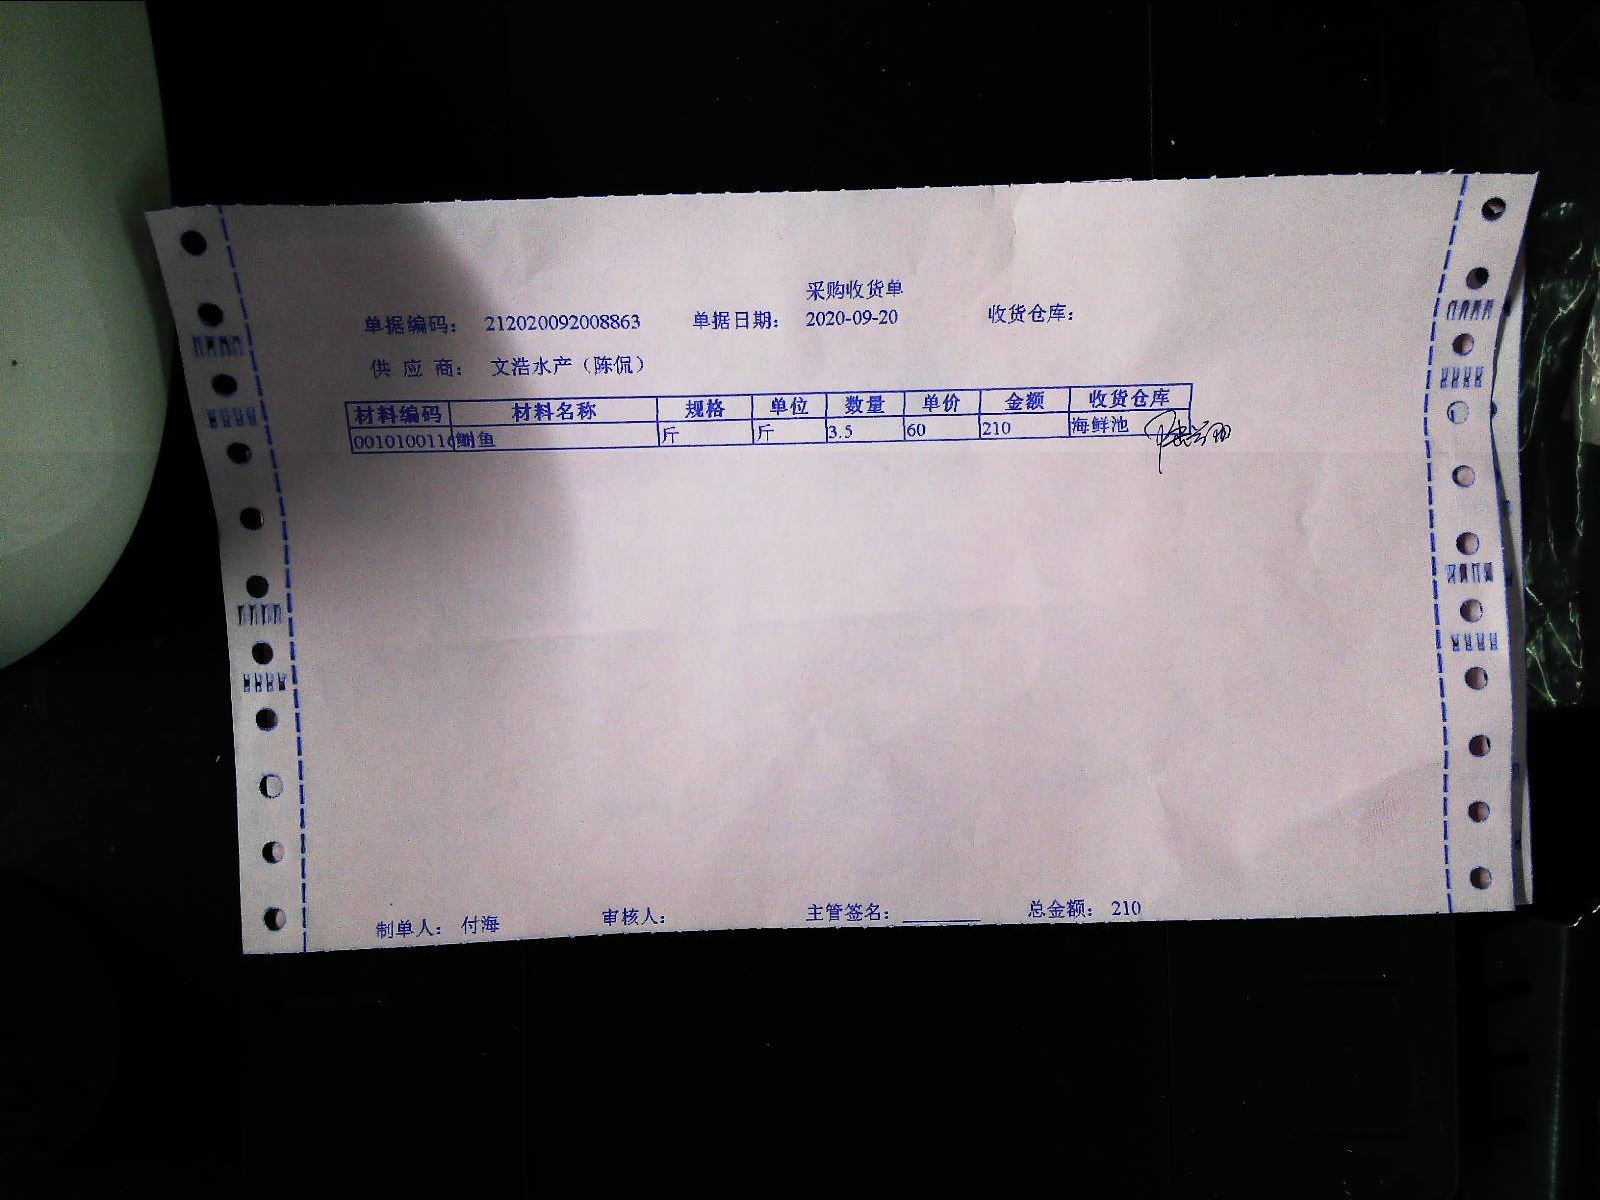 采购收货单
单据编码： 212020092008863 单据日期： 2020-09-20 收货仓库：
供 应 商： 文浩水产（陈侃）
材料编码 材料名称 规格 单位 数量 单价 金额 收货仓库
0010100116 鲥鱼 斤 斤 3.5 60 210 海鲜池
制单人： 付海 审核人： 主管签名： ________ 总金额： 210